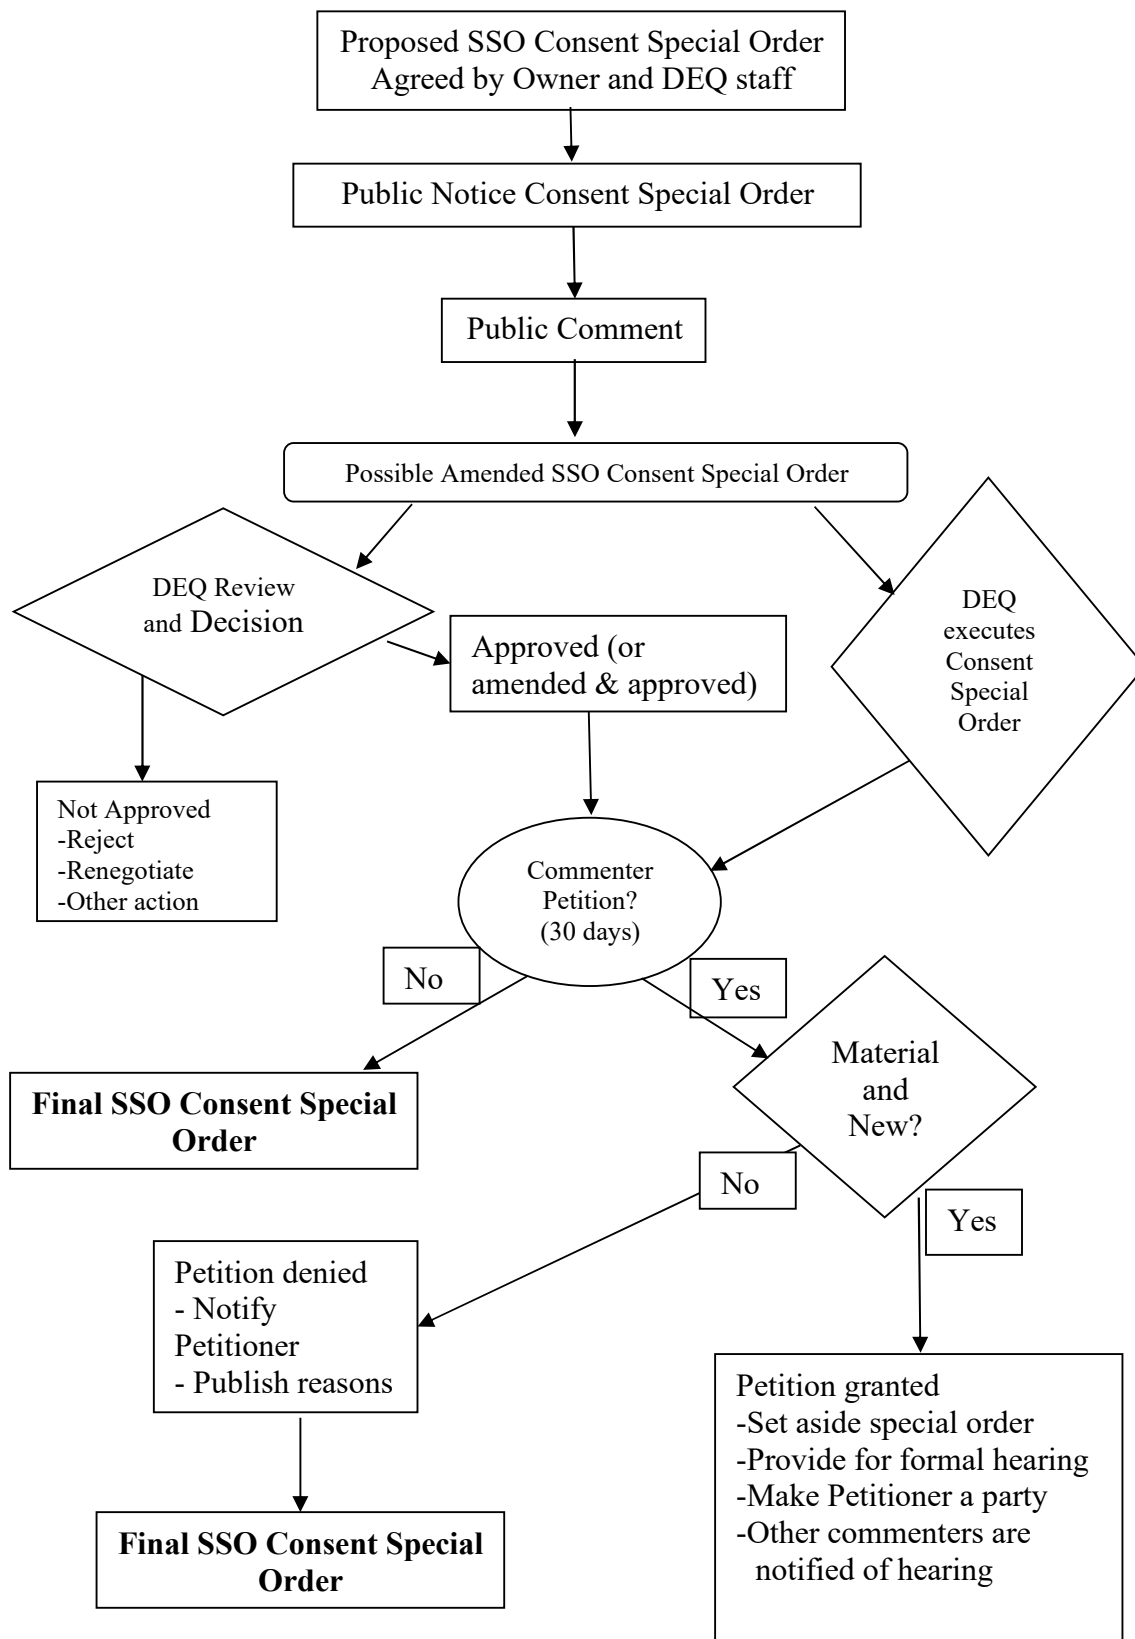 Proposed SSO Consent Special Order
Agreed by Owner and DEQ staff
Public Notice Consent Special Order
Public Comment
Possible Amended SSO Consent Special Order
DEQ Review
and Decision
DEQ
executes
Consent
Special
Order
Approved (or
amended & approved)
Not Approved
-Reject
-Renegotiate
-Other action
Commenter
Petition?
(30 days)
No
Yes
Material
and
New?
Final SSO Consent Special
Order
No
Yes
Petition denied
- Notify
Petitioner
- Publish reasons
Petition granted
-Set aside special order
-Provide for formal hearing
-Make Petitioner a party
-Other commenters are
notified of hearing
Final SSO Consent Special
Order